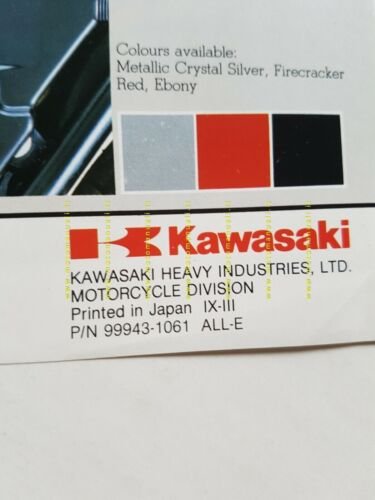 Colours available:
Metallic Crystal Silver, Firecracker
Red, Ebony
Kawasaki
KAWASAKI HEAVY INDUSTRIES, LTD.
MOTORCYCLE DIVISION
Printed in Japan IX-III
P/N 99943-1061 ALL-E